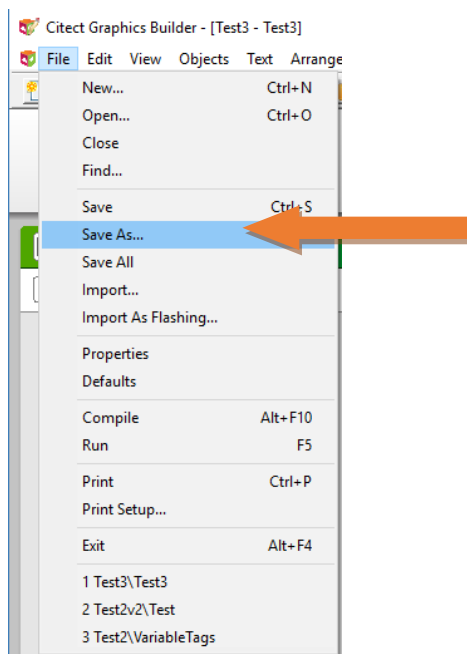 Citect Graphics Builder - [Test3 - Test3]
File Edit View Objects Text Arrange
New... Ctrl+N
Open... Ctrl+O
Close
Find...
Save Ctrl+S
Save As...
Save All
Import...
Import As Flashing...
Properties
Defaults
Compile Alt+F10
Run F5
Print Ctrl+P
Print Setup...
Exit Alt+F4
1 Test3\Test3
2 Test2v2\Test
3 Test2\VariableTags